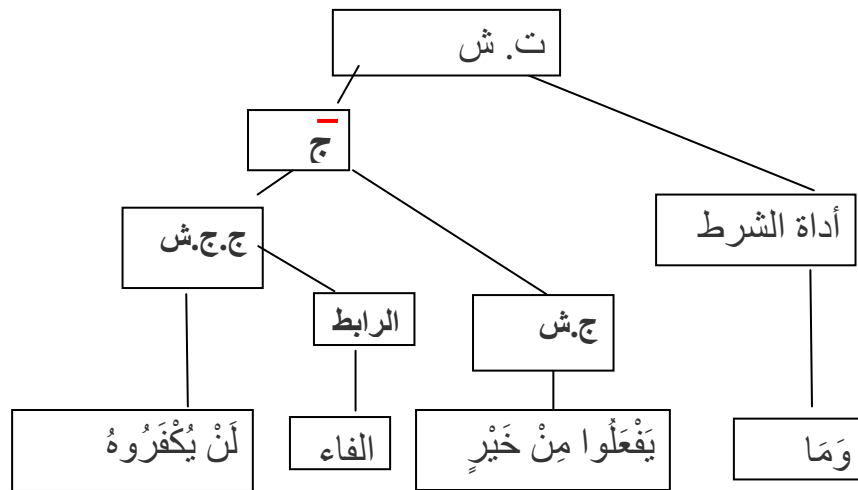 ت. ش
ج
أداة الشرط
ج.ج.ش
الرابط
ج.ش
وَمَا
يَفْعَلُوا مِنْ خَيْرٍ
الفاء
لَنْ يُكْفَرُوهُ